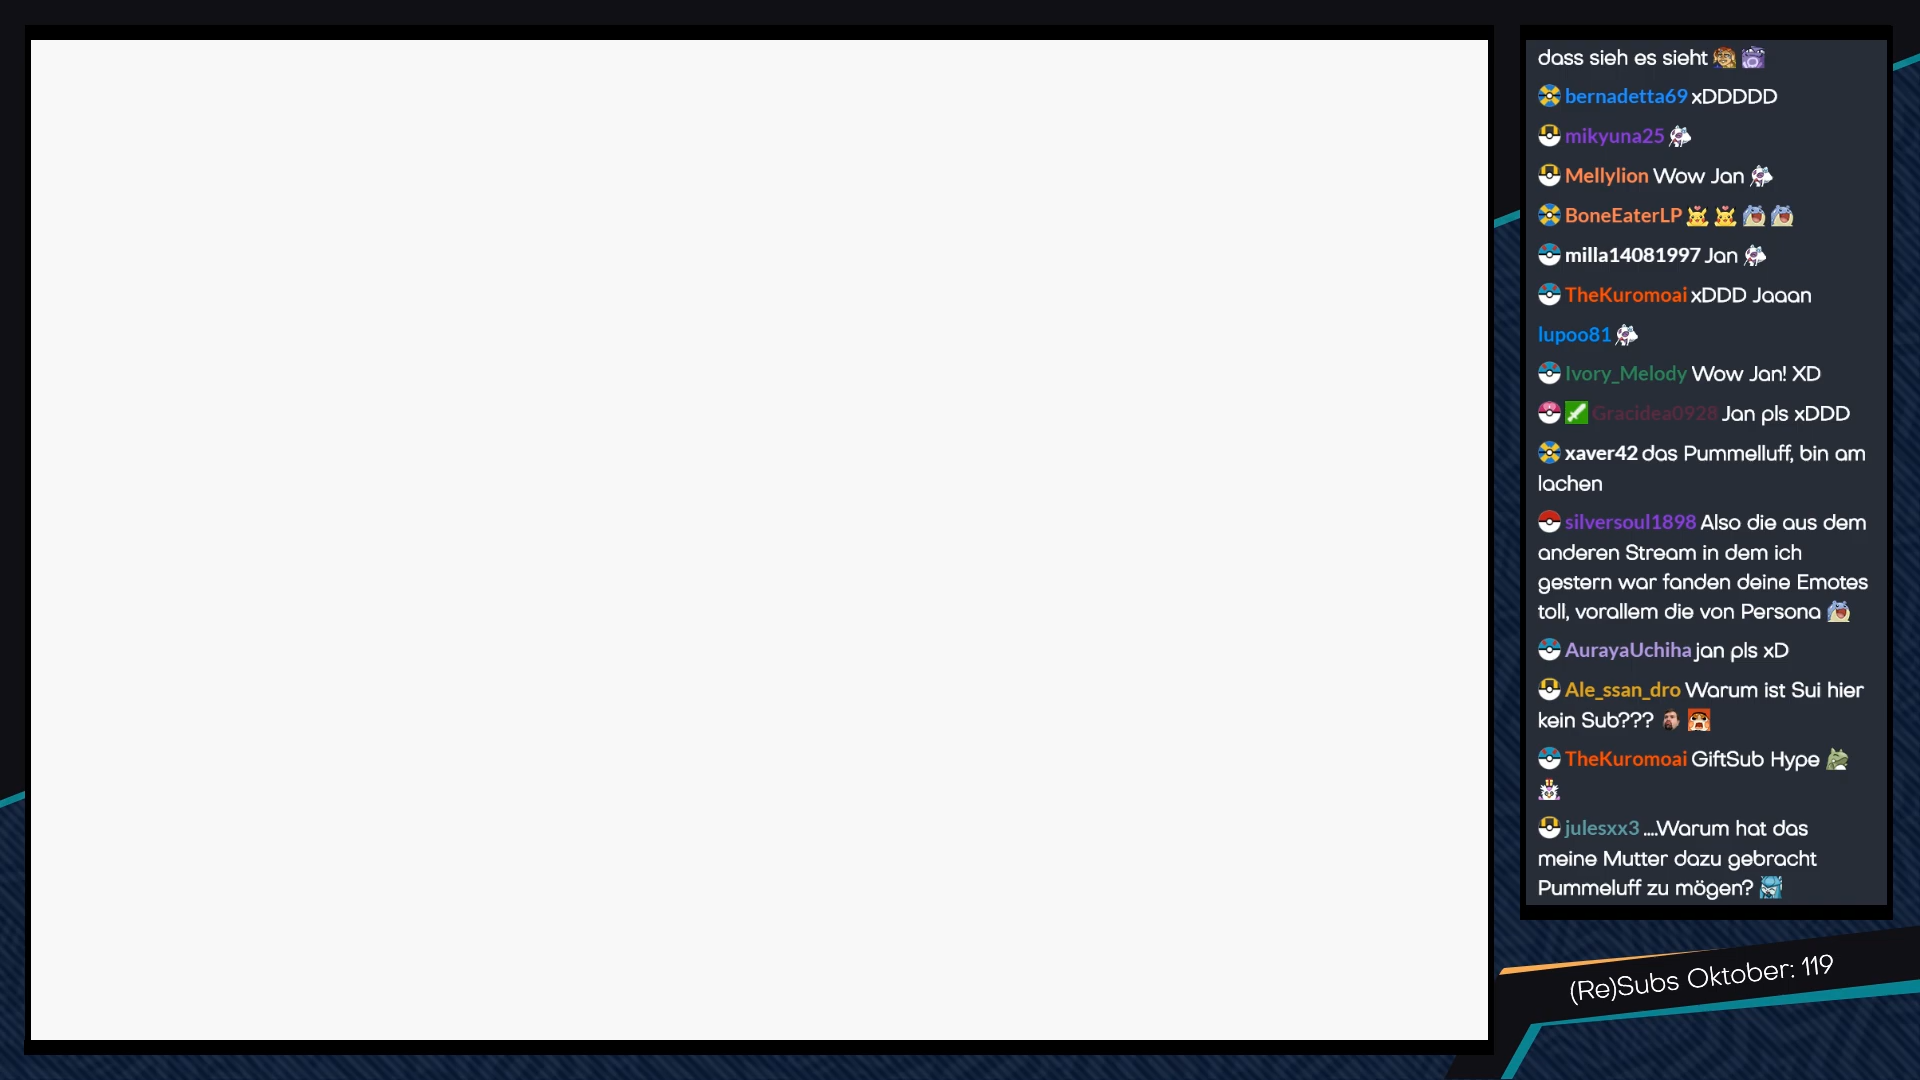 dass sieh es sieht
bernadetta69 xDDDDD
mikyuna25
Mellylion Wow Jan
BoneEaterLP
milla14081997 Jan
TheKuromoai xDDD Jaaan
lupoo81
Ivory_Melody Wow Jan! XD
Gracidea0928 Jan pls xDDD
xaver42 das Pummelluff, bin am
lachen
silversoul1898 Also die aus dem
anderen Stream in dem ich
gestern war fanden deine Emotes
toll, vorallem die von Persona
AurayaUchiha jan pls xD
Ale_ssan_dro Warum ist Sui hier
kein Sub???
TheKuromoai GiftSub Hype
julesxx3 ....Warum hat das
meine Mutter dazu gebracht
Pummeluff zu mögen?
(Re)Subs Oktober: 119